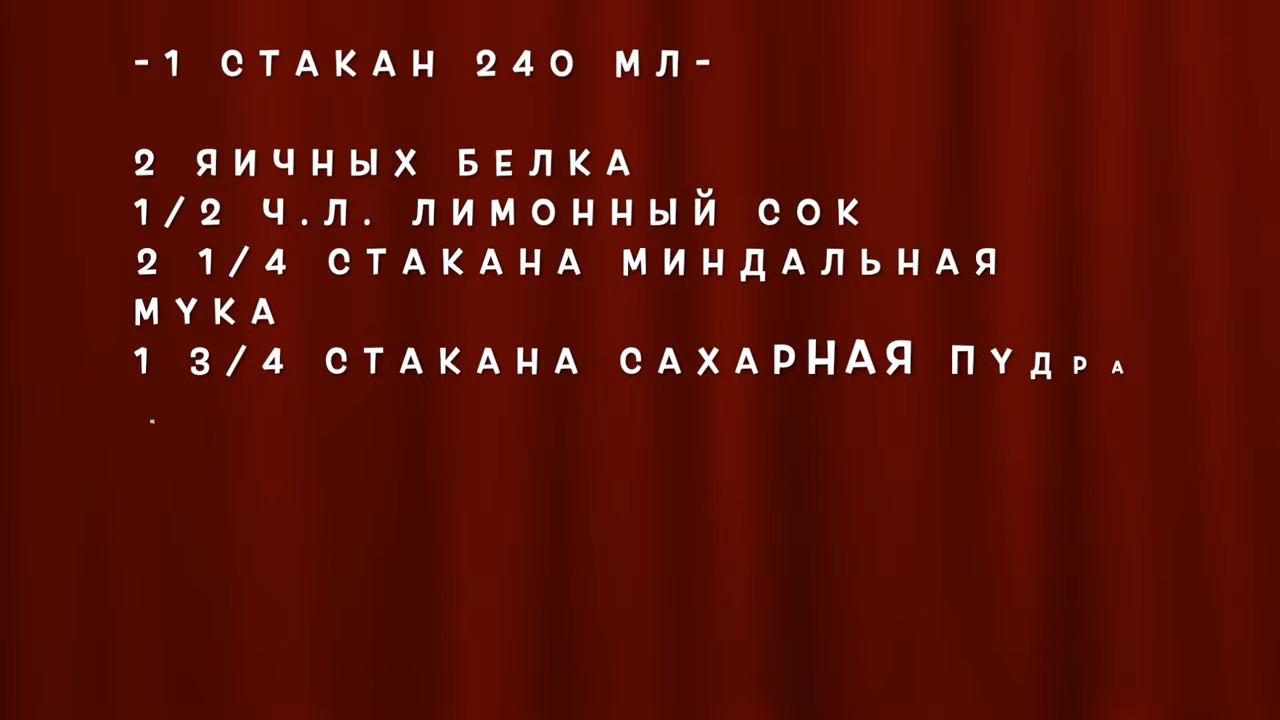 -1 СТАКАН 240 МЛ-
2 ЯИЧНЫХ БЕЛКА
1/2 Ч.Л. ЛИМОННЫЙ СОК
2 1/4 СТАКАНА МИНДАЛЬНАЯ
МУКА
1 3/4 СТАКАНА САХАРНАЯ ПУДРА